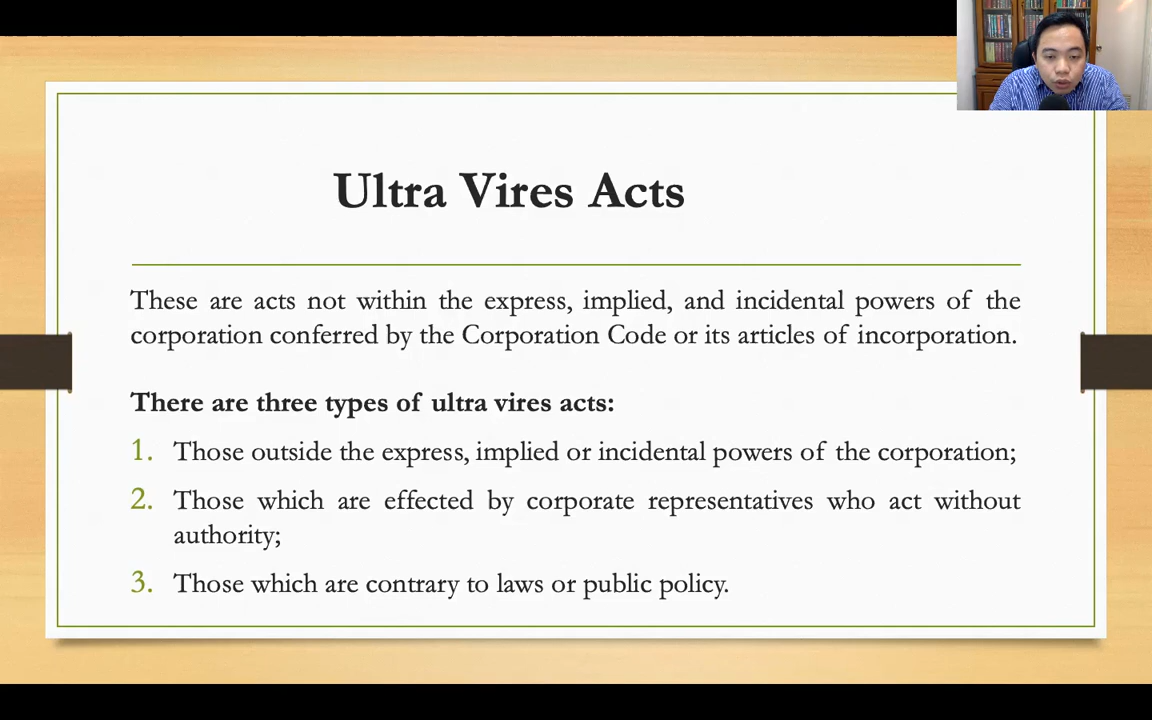 Ultra Vires Acts
These are acts not within the express, implied, and incidental powers of the
corporation conferred by the Corporation Code or its articles of incorporation.
There are three types of ultra vires acts:
1. Those outside the express, implied or incidental powers of the corporation;
2. Those which are effected by corporate representatives who act without
authority;
3. Those which are contrary to laws or public policy.